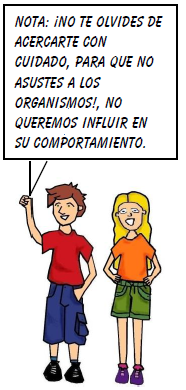 NOTA: ¡NO TE OLVIDES DE
ACERCARTE CON
CUIDADO, PARA QUE NO
ASUSTES A LOS
ORGANISMOS!, NO
QUEREMOS INFLUIR EN
SU COMPORTAMIENTO.